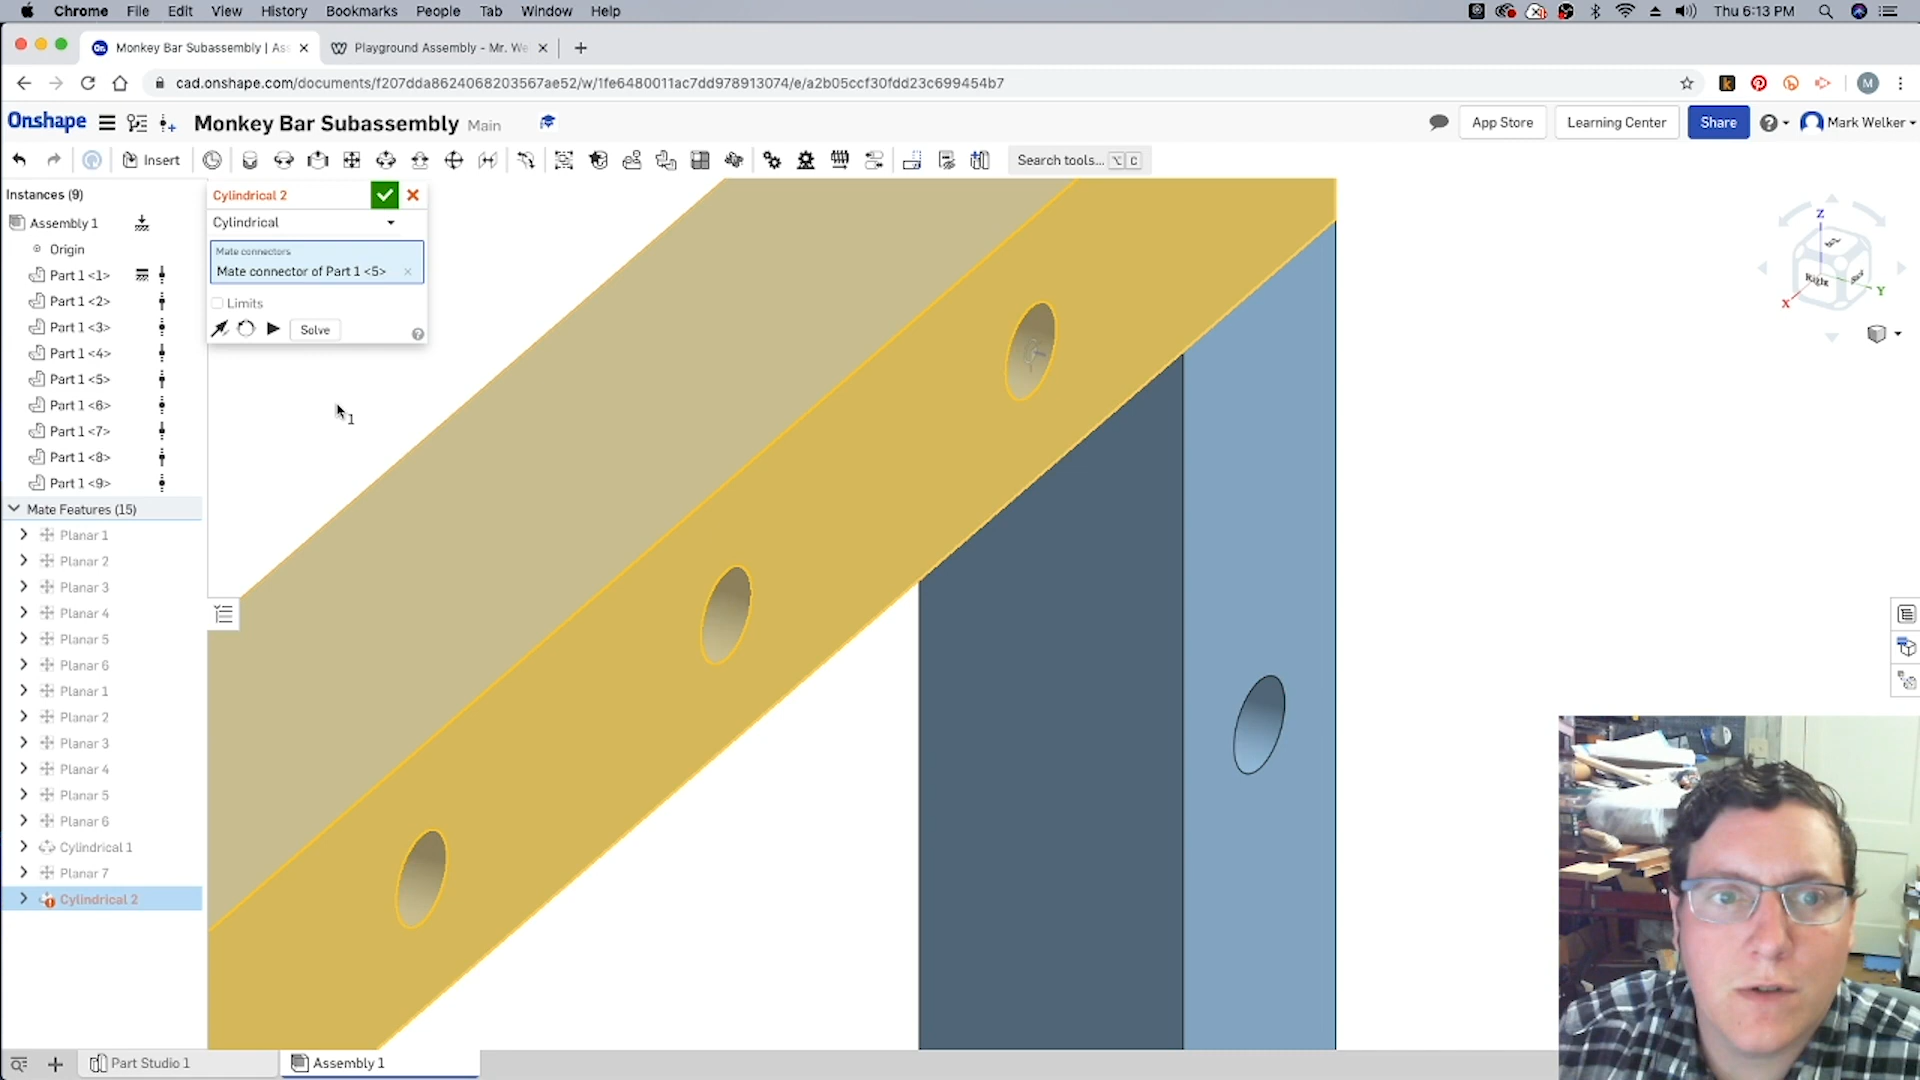 Chrome File Edit View History Bookmarks People Tab Window Help
Thu 6:13 PM
Monkey Bar Subassembly | Ass
Playground Assembly - Mr. We
cad.onshape.com/documents/f207dda8624068203567ae52/w/1fe6480011ac7dd978913074/e/a2b05ccf30fdd23c699454b7
M
Onshape
Monkey Bar Subassembly Main
App Store
Learning Center
Share
Mark Welker
Insert
Search tools... ⌥ C
Instances (9)
Assembly 1
Origin
Part 1 <1>
Part 1 <2>
Part 1 <3>
Part 1 <4>
Part 1 <5>
Part 1 <6>
Part 1 <7>
Part 1 <8>
Part 1 <9>
Mate Features (15)
Planar 1
Planar 2
Planar 3
Planar 4
Planar 5
Planar 6
Planar 1
Planar 2
Planar 3
Planar 4
Planar 5
Planar 6
Cylindrical 1
Planar 7
Cylindrical 2
Cylindrical 2
Cylindrical
Mate connectors
Mate connector of Part 1 <5>
Limits
Solve
1
Z
Right
X
Y
Part Studio 1
Assembly 1